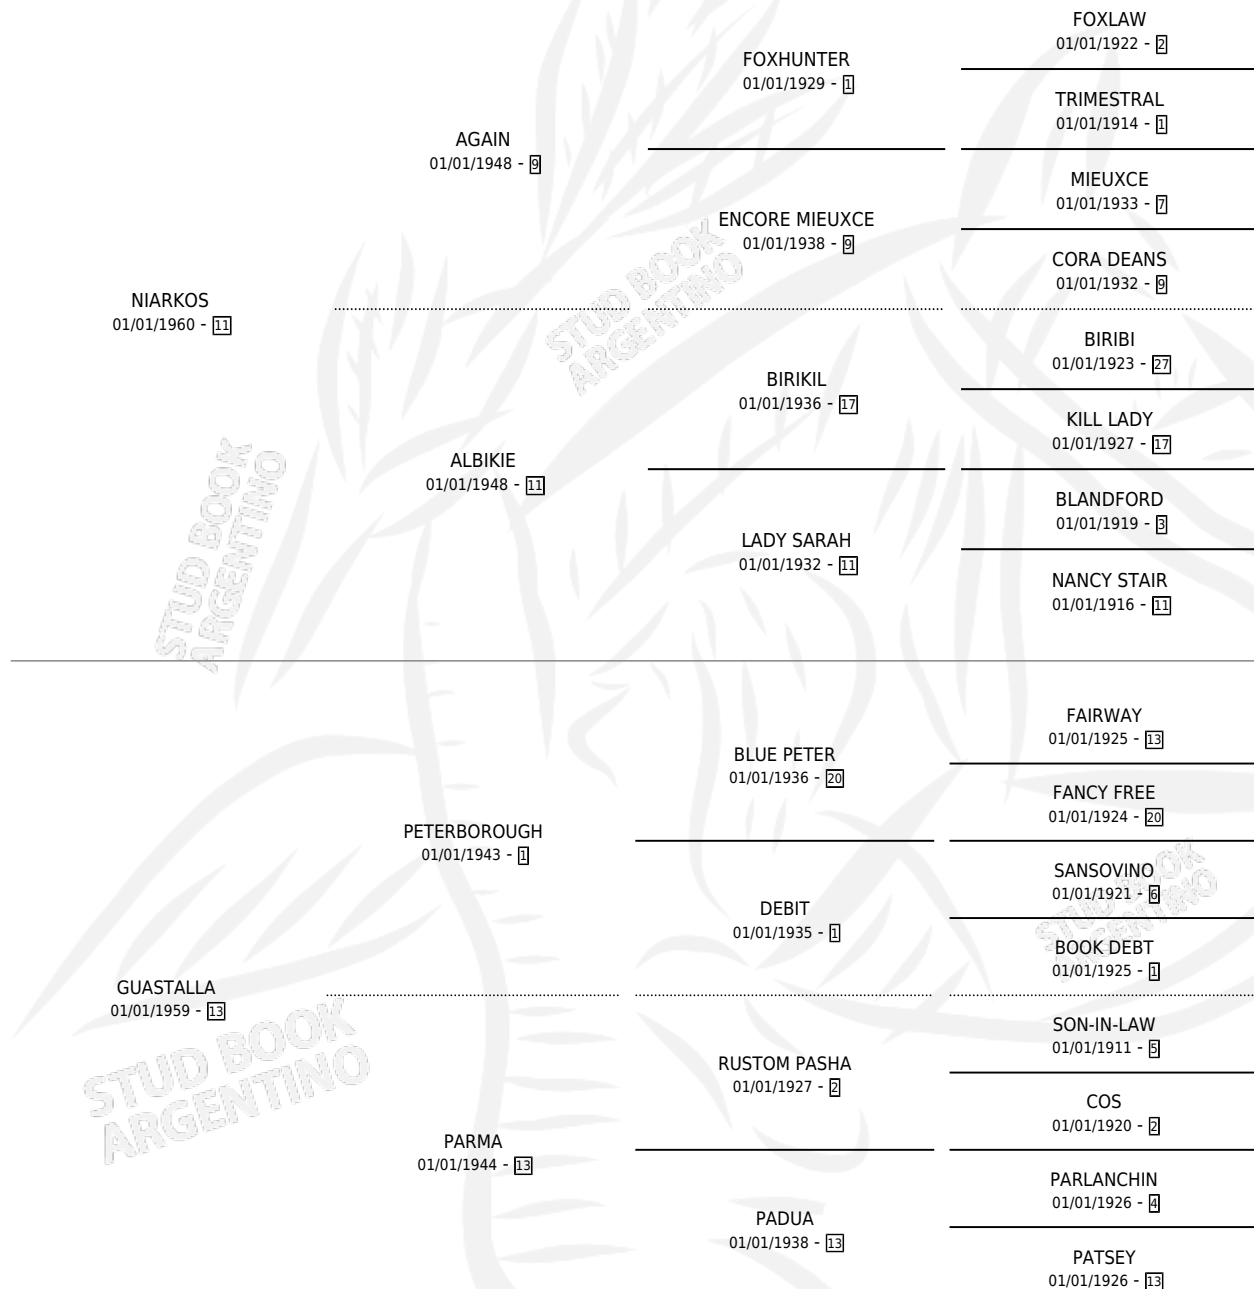 FOXLAW
01/01/1922 - 2
FOXHUNTER
01/01/1929 - 1
TRIMESTRAL
01/01/1914 - 1
AGAIN
01/01/1948 - 9
MIEUXCE
01/01/1933 - 7
ENCORE MIEUXCE
01/01/1938 - 9
CORA DEANS
01/01/1932 - 9
NIARKOS
01/01/1960 - 11
BIRIBI
01/01/1923 - 27
BIRIKIL
01/01/1936 - 17
KILL LADY
01/01/1927 - 17
ALBIKIE
01/01/1948 - 11
BLANDFORD
01/01/1919 - 3
LADY SARAH
01/01/1932 - 11
NANCY STAIR
01/01/1916 - 11
FAIRWAY
01/01/1925 - 13
BLUE PETER
01/01/1936 - 20
FANCY FREE
01/01/1924 - 20
PETERBOROUGH
01/01/1943 - 1
SANSOVINO
01/01/1921 - 6
DEBIT
01/01/1935 - 1
BOOK DEBT
01/01/1925 - 1
GUASTALLA
01/01/1959 - 13
SON-IN-LAW
01/01/1911 - 5
RUSTOM PASHA
01/01/1927 - 2
COS
01/01/1920 - 2
PARMA
01/01/1944 - 13
PARLANCHIN
01/01/1926 - 4
PADUA
01/01/1938 - 13
PATSEY
01/01/1926 - 13
STUD BOOK
ARGENTINO
STUD BOOK
ARGENTINO
STUD BOOK
ARGENTINO
STUD BOOK
ARGENTINO